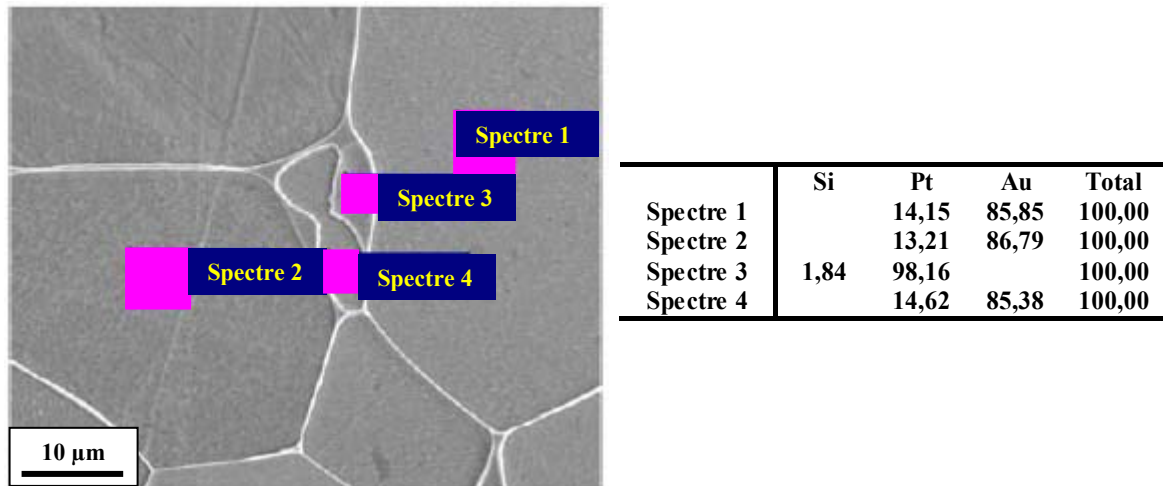 Spectre 1
Spectre 3
Spectre 2
Spectre 4
10 µm
Si Pt Au Total
Spectre 1 14,15 85,85 100,00
Spectre 2 13,21 86,79 100,00
Spectre 3 1,84 98,16 100,00
Spectre 4 14,62 85,38 100,00